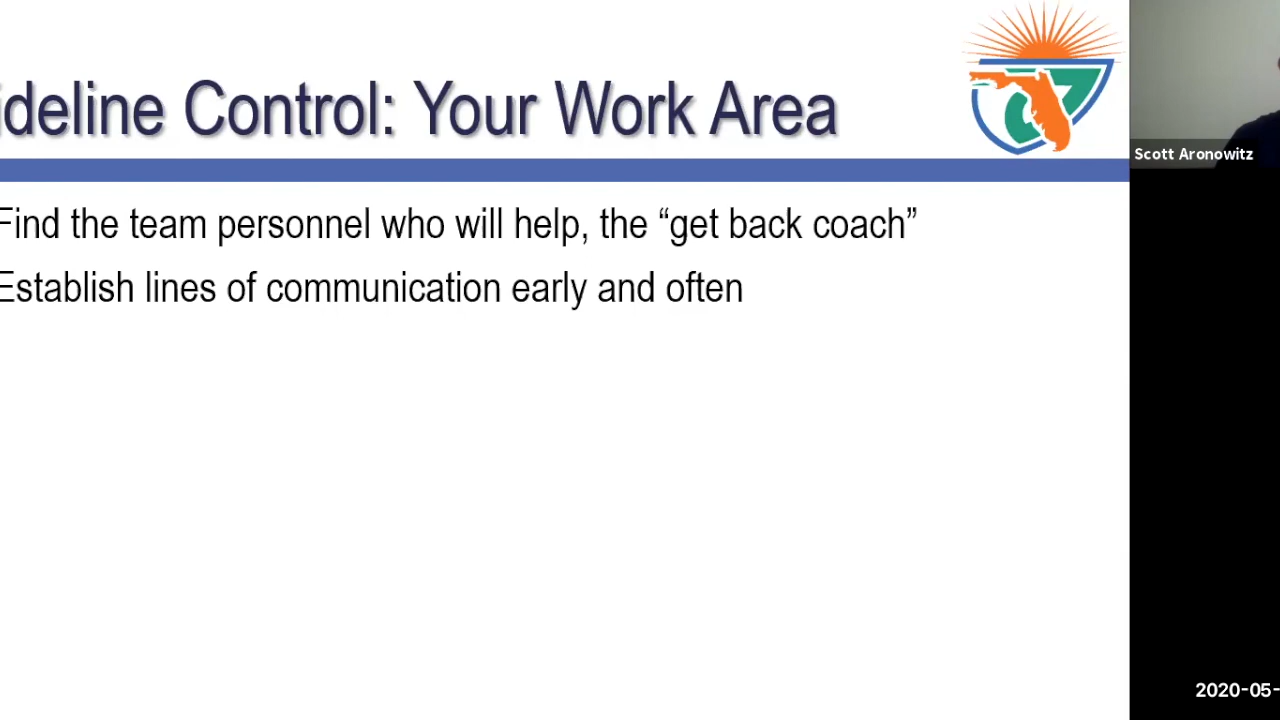 ideline Control: Your Work Area
Find the team personnel who will help, the “get back coach”
Establish lines of communication early and often
Scott Aronowitz
2020-05-